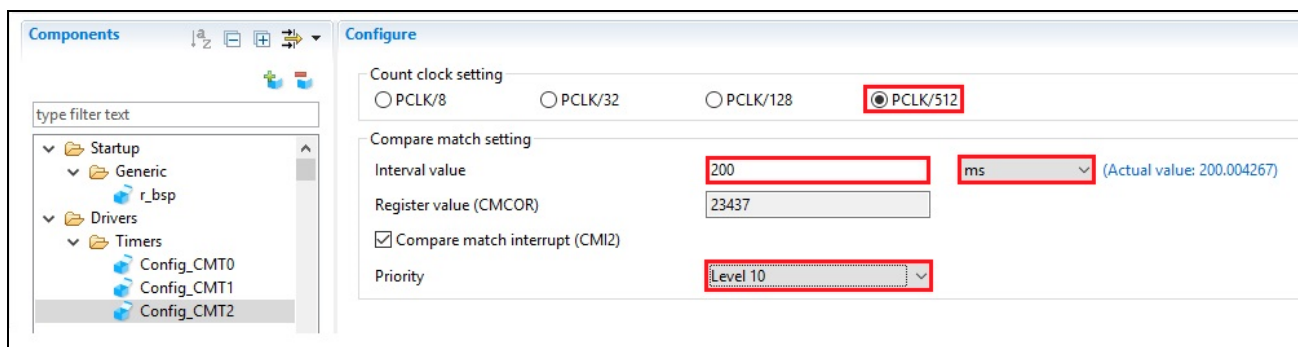 Components
Configure
type filter text
Startup
Generic
r_bsp
Drivers
Timers
Config_CMT0
Config_CMT1
Config_CMT2
Count clock setting
PCLK/8 PCLK/32 PCLK/128 PCLK/512
Compare match setting
Interval value 200 ms (Actual value: 200.004267)
Register value (CMCOR) 23437
Compare match interrupt (CMI2)
Priority Level 10